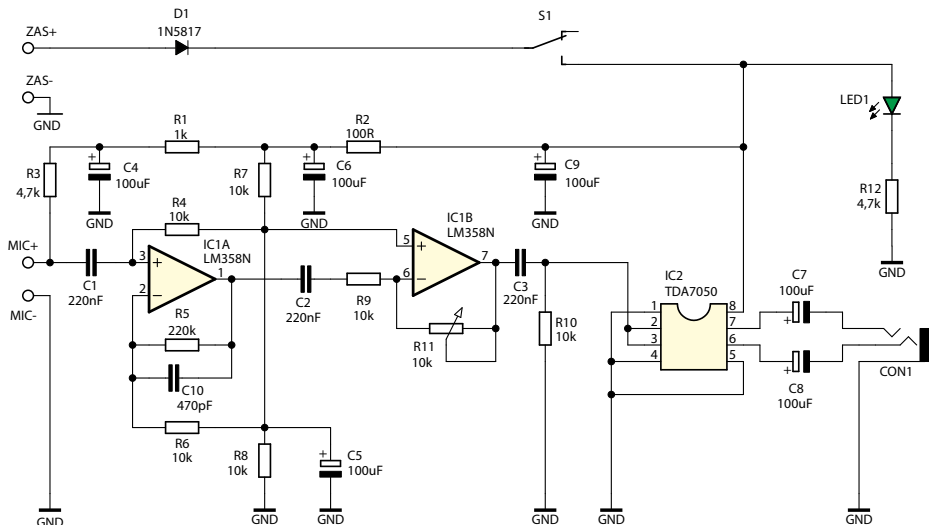 ZAS+
D1
1N5817
S1
ZAS-
GND
LED1
R1
1k
R2
100R
R3
4,7k
C4
100uF
R7
10k
C6
100uF
C9
100uF
R12
4,7k
GND
GND
GND
GND
R4
10k
IC1A
LM358N
IC1B
LM358N
MIC+
MIC-
C1
220nF
3
2
1
+
−
R5
220k
C10
470pF
R6
10k
C2
220nF
R9
10k
5
6
7
+
−
R11
10k
C3
220nF
R10
10k
IC2
TDA7050
1
2
3
4
8
7
6
5
C7
100uF
C8
100uF
CON1
R8
10k
C5
100uF
GND
GND
GND
GND
GND
GND